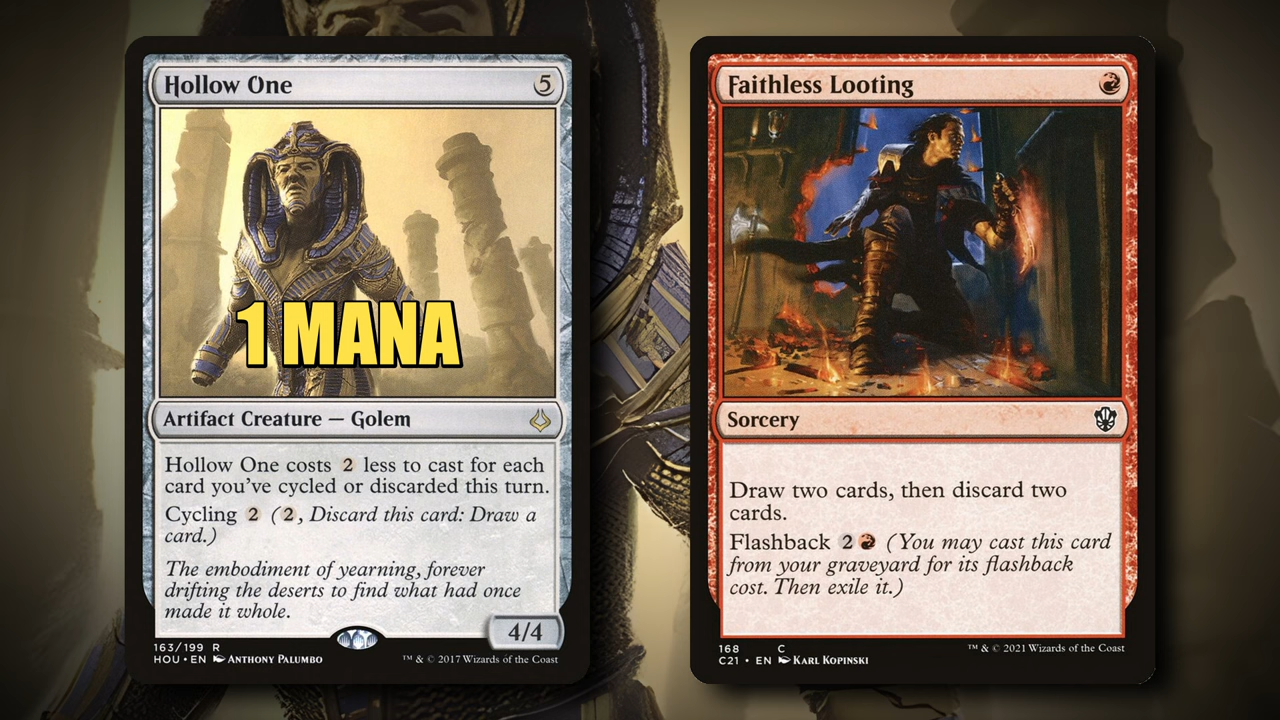 Hollow One 5
1 MANA
Artifact Creature — Golem
Hollow One costs 2 less to cast for each
card you've cycled or discarded this turn.
Cycling 2 (2, Discard this card: Draw a
card.)
The embodiment of yearning, forever
drifting the deserts to find what had once
made it whole.
4/4
163/199 R
HOU • EN Anthony Palumbo
™ & © 2017 Wizards of the Coast
Faithless Looting
Sorcery
Draw two cards, then discard two
cards.
Flashback 2 (You may cast this card
from your graveyard for its flashback
cost. Then exile it.)
168 C
C21 • EN Karl Kopinski
™ & © 2021 Wizards of the Coast